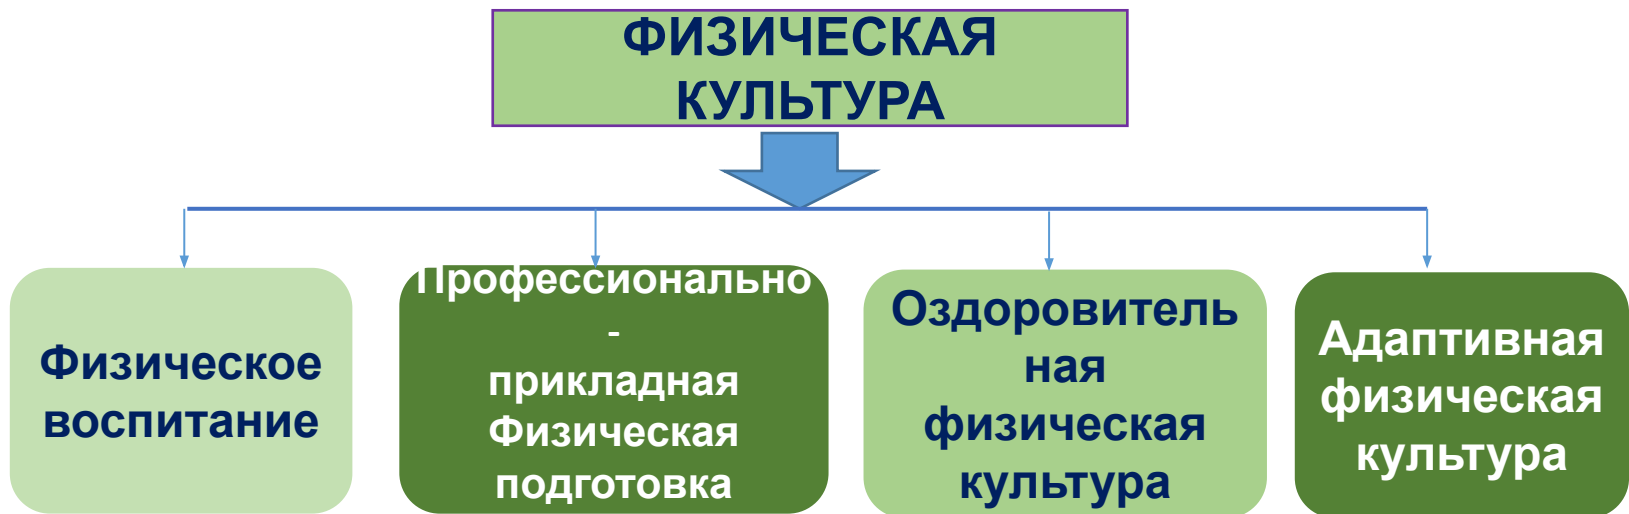 ФИЗИЧЕСКАЯ
КУЛЬТУРА
Физическое
воспитание
Профессионально
-
прикладная
Физическая
подготовка
Оздоровитель
ная
физическая
культура
Адаптивная
физическая
культура